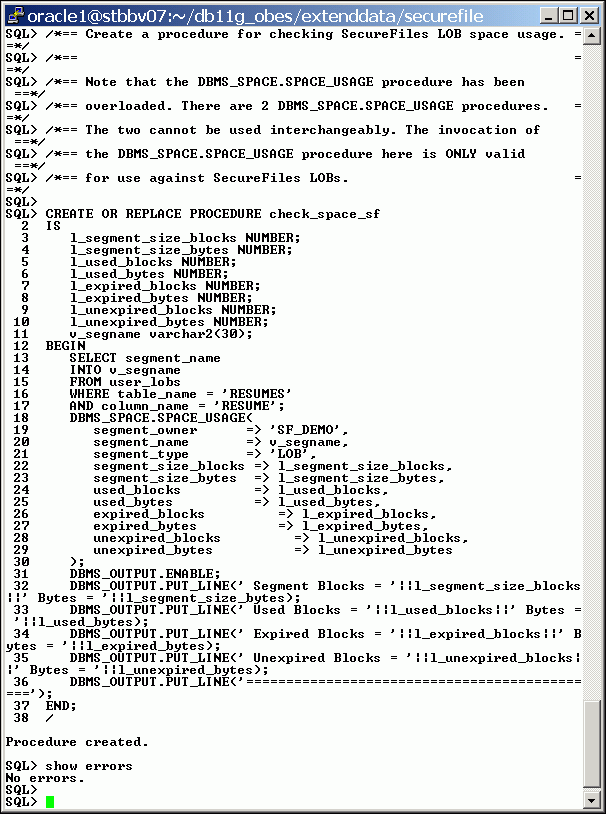 oracle1@stbbv07:~/db11g_obes/extenddata/securefile
SQL> /*== Create a procedure for checking SecureFiles LOB space usage. =
=*/
SQL> /*== =
=*/
SQL> /*== Note that the DBMS_SPACE.SPACE_USAGE procedure has been
==*/
SQL> /*== overloaded. There are 2 DBMS_SPACE.SPACE_USAGE procedures. =
=*/
SQL> /*== The two cannot be used interchangeably. The invocation of
==*/
SQL> /*== the DBMS_SPACE.SPACE_USAGE procedure here is ONLY valid
==*/
SQL> /*== for use against SecureFiles LOBs. =
=*/
SQL>
SQL> CREATE OR REPLACE PROCEDURE check_space_sf
2 IS
3 l_segment_size_blocks NUMBER;
4 l_segment_size_bytes NUMBER;
5 l_used_blocks NUMBER;
6 l_used_bytes NUMBER;
7 l_expired_blocks NUMBER;
8 l_expired_bytes NUMBER;
9 l_unexpired_blocks NUMBER;
10 l_unexpired_bytes NUMBER;
11 v_segname varchar2(30);
12 BEGIN
13 SELECT segment_name
14 INTO v_segname
15 FROM user_lobs
16 WHERE table_name = 'RESUMES'
17 AND column_name = 'RESUME';
18 DBMS_SPACE.SPACE_USAGE(
19 segment_owner => 'SF_DEMO',
20 segment_name => v_segname,
21 segment_type => 'LOB',
22 segment_size_blocks => l_segment_size_blocks,
23 segment_size_bytes => l_segment_size_bytes,
24 used_blocks => l_used_blocks,
25 used_bytes => l_used_bytes,
26 expired_blocks => l_expired_blocks,
27 expired_bytes => l_expired_bytes,
28 unexpired_blocks => l_unexpired_blocks,
29 unexpired_bytes => l_unexpired_bytes
30 );
31 DBMS_OUTPUT.ENABLE;
32 DBMS_OUTPUT.PUT_LINE(' Segment Blocks = '||l_segment_size_blocks
||' Bytes = '||l_segment_size_bytes);
33 DBMS_OUTPUT.PUT_LINE(' Used Blocks = '||l_used_blocks||' Bytes =
'||l_used_bytes);
34 DBMS_OUTPUT.PUT_LINE(' Expired Blocks = '||l_expired_blocks||' B
ytes = '||l_expired_bytes);
35 DBMS_OUTPUT.PUT_LINE(' Unexpired Blocks = '||l_unexpired_blocks|
|' Bytes = '||l_unexpired_bytes);
36 DBMS_OUTPUT.PUT_LINE('==========================================
===');
37 END;
38 /
Procedure created.
SQL> show errors
No errors.
SQL>
SQL>